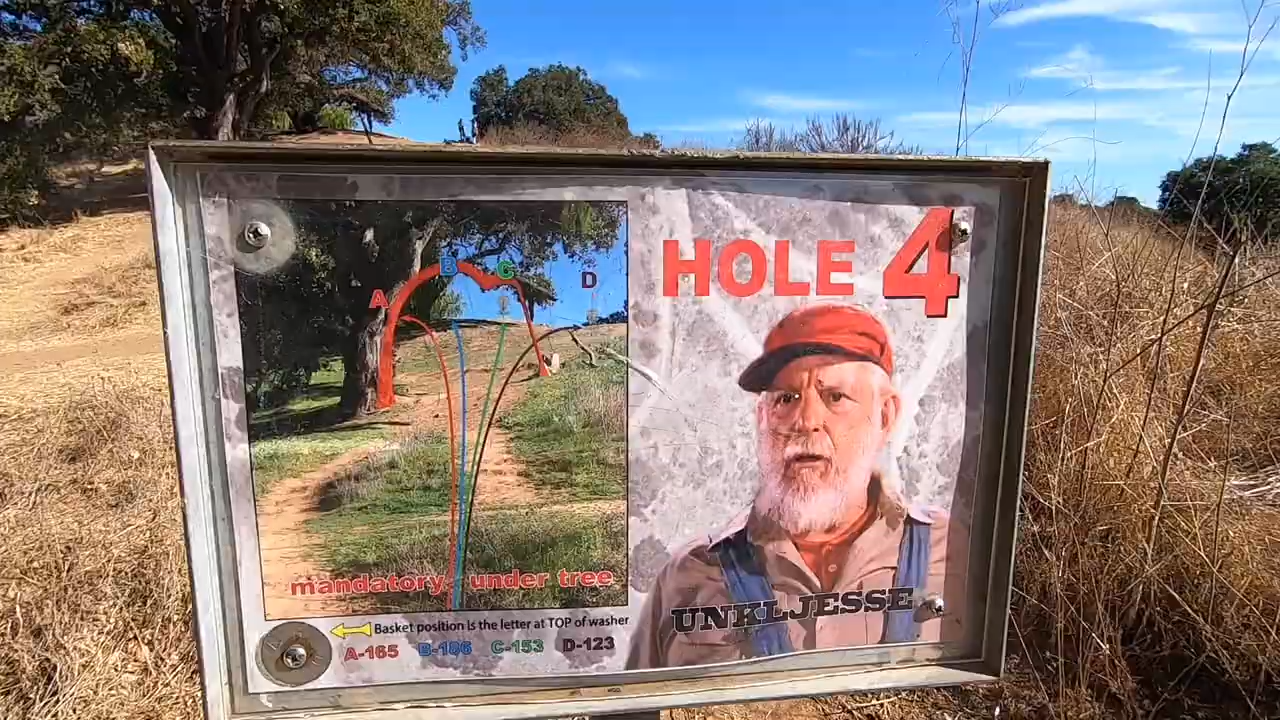 HOLE 4
A B C D
mandatory under tree
Basket position is the letter at TOP of washer
A-165 B-186 C-153 D-123
UNKLJESSE